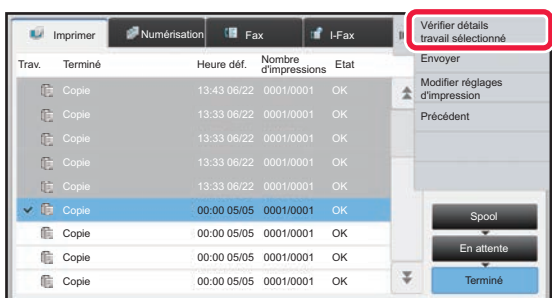 Imprimer
Numérisation
Fax
I-Fax
Vérifier détails
travail sélectionné
Envoyer
Modifier réglages
d'impression
Précédent
Trav. Terminé Heure déf. Nombre d'impressions Etat
Copie 13:43 06/22 0001/0001 OK
Copie 13:33 06/22 0001/0001 OK
Copie 13:33 06/22 0001/0001 OK
Copie 13:33 06/22 0001/0001 OK
Copie 13:33 06/22 0001/0001 OK
Copie 00:00 05/05 0001/0001 OK
Copie 00:00 05/05 0001/0001 OK
Copie 00:00 05/05 0001/0001 OK
Copie 00:00 05/05 0001/0001 OK
Spool
En attente
Terminé